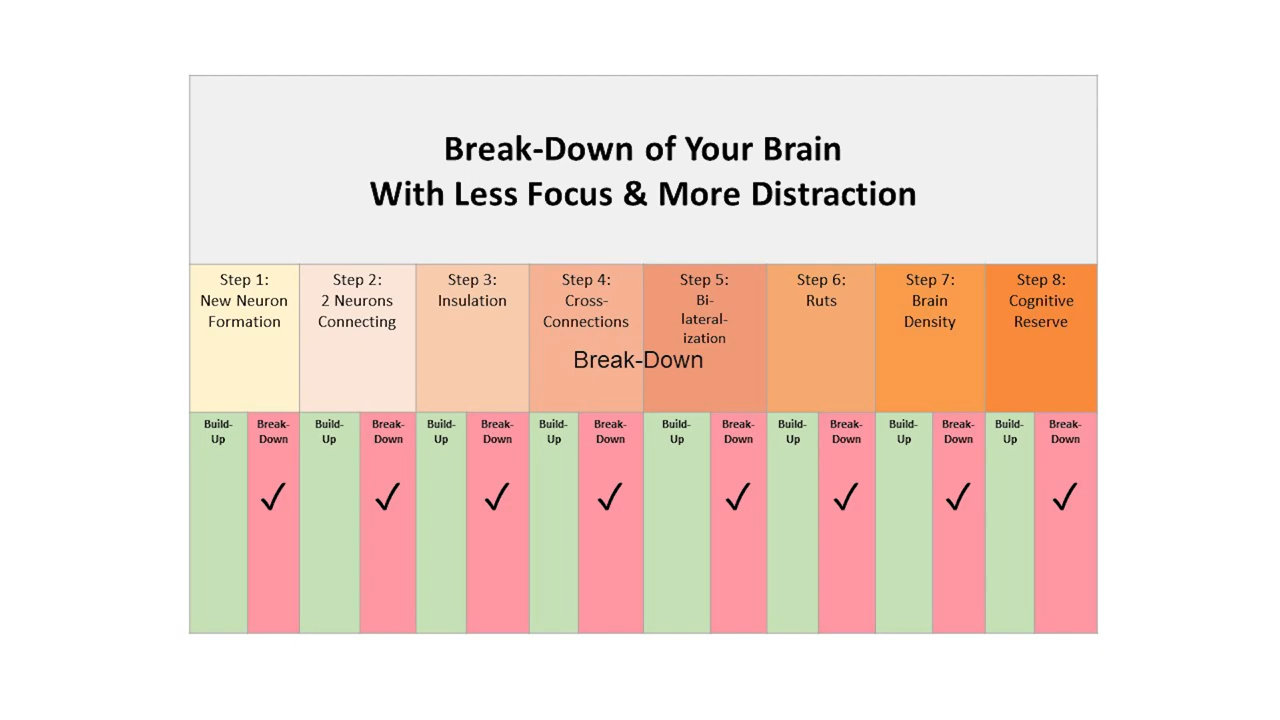 Break-Down of Your Brain
With Less Focus & More Distraction
Step 1:
New Neuron
Formation
Step 2:
2 Neurons
Connecting
Step 3:
Insulation
Step 4:
Cross-
Connections
Step 5:
Bi-
lateral-
ization
Step 6:
Ruts
Step 7:
Brain
Density
Step 8:
Cognitive
Reserve
Break-Down
Build-
Up
Break-
Down
Build-
Up
Break-
Down
Build-
Up
Break-
Down
Build-
Up
Break-
Down
Build-
Up
Break-
Down
Build-
Up
Break-
Down
Build-
Up
Break-
Down
Build-
Up
Break-
Down